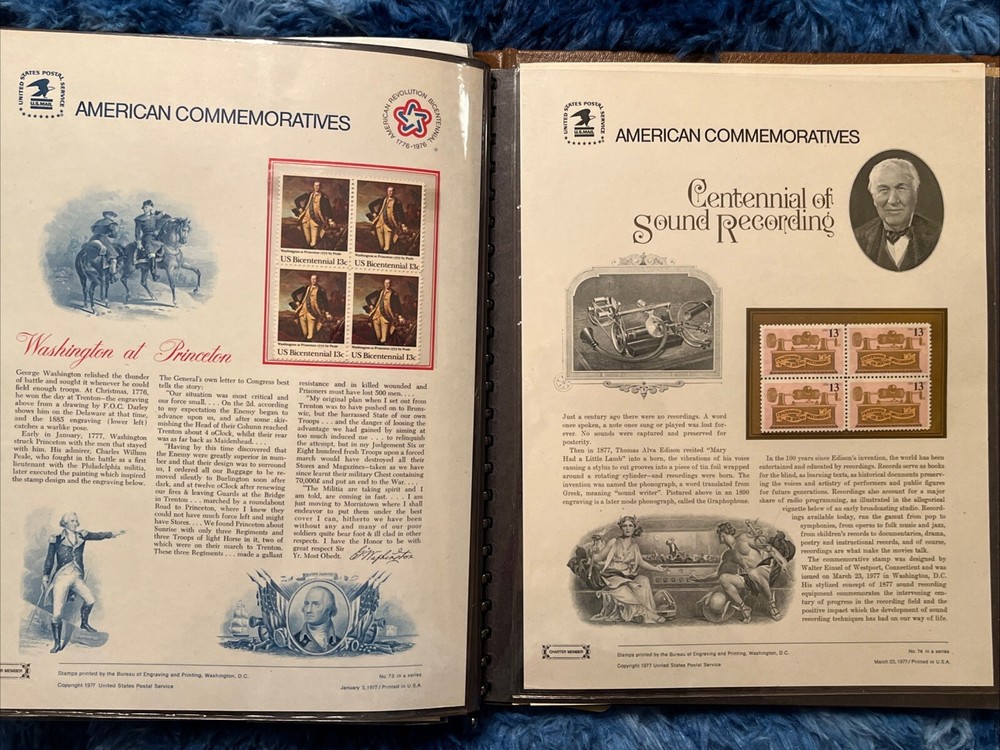 UNITED STATES POSTAL SERVICE
U.S.MAIL
AMERICAN COMMEMORATIVES
AMERICAN REVOLUTION BICENTENNIAL
1776-1976
Washington at Princeton 1777 by Peale
US Bicentennial 13c
Washington at Princeton 1777 by Peale
US Bicentennial 13c
Washington at Princeton 1777 by Peale
US Bicentennial 13c
Washington at Princeton 1777 by Peale
US Bicentennial 13c
Washington at Princeton
George Washington relished the thunder
of battle and sought it whenever he could
field enough troops. At Christmas, 1776,
he won the day at Trenton—the engraving
above from a drawing by F.O.C. Darley
shows him on the Delaware at that time,
and the 1885 engraving (lower left)
catches a warlike pose.
Early in January, 1777, Washington
struck Princeton with the men that stayed
with him. His admirer, Charles Willson
Peale, who fought in the battle as a first
lieutenant with the Philadelphia militia,
later executed the painting which inspired
the stamp design and the engraving below.
The General's own letter to Congress best
tells the story:
"Our situation was most critical and
our force small. . . . On the 2d. according
to my expectation the Enemy began to
advance upon us, and after some skir-
mishing the Head of their Column reached
Trenton about 4 oClock, whilst their rear
was as far back as Maidenhead. . . .
"Having by this time discovered that
the Enemy were greatly superior in num-
ber and that their design was to surround
us, I ordered all our Baggage to be re-
moved silently to Burlington soon after
dark, and at twelve oClock after renewing
our fires & leaving Guards at the Bridge
in Trenton . . . marched by a roundabout
Road to Princeton, where I knew they
could not have much force left and might
have Stores. . . . We found Princeton about
Sunrise with only three Regiments and
three Troops of light Horse in it, two of
which were on their march to Trenton.
These three Regiments . . . made a gallant
resistance and in killed wounded and
Prisoners must have lost 500 men. . . .
"My original plan when I set out from
Trenton was to have pushed on to Bruns-
wic, but the harrassed State of our own
Troops . . . and the danger of loosing the
advantage we had gained by aiming at
too much induced me . . . to relinquish
the attempt, but in my Judgement Six or
Eight hundred fresh Troops upon a forced
march would have destroyed all their
Stores and Magazines—taken as we have
since learnt their military Chest containing
70,000£ and put an end to the War. . . .
"The Militia are taking spirit and I
am told, are coming in fast. . . . I am
just moving to Morristown where I shall
endeavour to put them under the best
cover I can, hitherto we have been
without any and many of our poor
soldiers quite bear foot & ill clad in other
respects. I have the Honor to be with
great respect Sir
Yr. Most Obedt.
G Washington
MEMBER
Stamps printed by the Bureau of Engraving and Printing, Washington, D.C.
Copyright 1977 United States Postal Service
No. 73 in a series
January 3, 1977 / Printed in U.S.A.
UNITED STATES POSTAL SERVICE
U.S.MAIL
AMERICAN COMMEMORATIVES
Centennial of
Sound Recording
13
13
13
13
Just a century ago there were no recordings. A word
once spoken, a note once sung or played was lost for-
ever. No sounds were captured and preserved for
posterity.
Then in 1877, Thomas Alva Edison recited "Mary
Had a Little Lamb" into a horn, the vibrations of his voice
causing a stylus to cut grooves into a piece of foil wrapped
around a rotating cylinder—and recordings were born. The
invention was named the phonograph, a word translated from
Greek, meaning "sound writer". Pictured above in an 1890
engraving is a later mode phonograph, called the Graphophone.
In the 100 years since Edison's invention, the world has been
entertained and educated by recordings. Records serve as books
for the blind, as learning texts, as historical documents preserv-
ing the voices and artistry of performers and public figures
for future generations. Recordings also account for a major
share of radio programming, as illustrated in the allegorical
vignette below of an early broadcasting studio. Record-
ings available today, run the gamut from pop to
symphonies, from operas to folk music and jazz,
from children's records to documentaries, drama,
poetry and instructional records, and of course,
recordings are what make the movies talk.
The commemorative stamp was designed by
Walter Einsel of Westport, Connecticut and was
issued on March 23, 1977 in Washington, D.C.
His stylized concept of 1877 sound recording
equipment commemorates the intervening cen-
tury of progress in the recording field and the
positive impact which the development of sound
recording techniques has had on our way of life.
CHARTER MEMBER
Stamps printed by the Bureau of Engraving and Printing, Washington, D.C.
Copyright 1977 United States Postal Service
No. 74 in a series
March 23, 1977 / Printed in U.S.A.